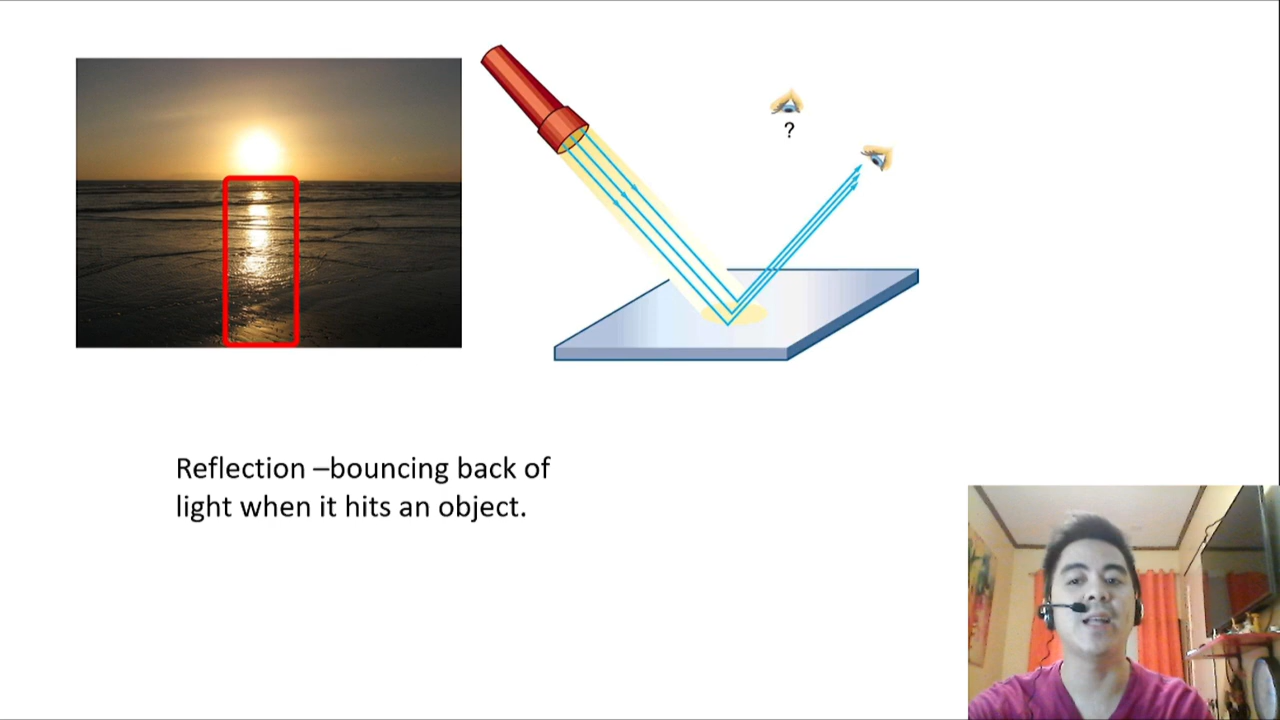 ?
Reflection –bouncing back of
light when it hits an object.